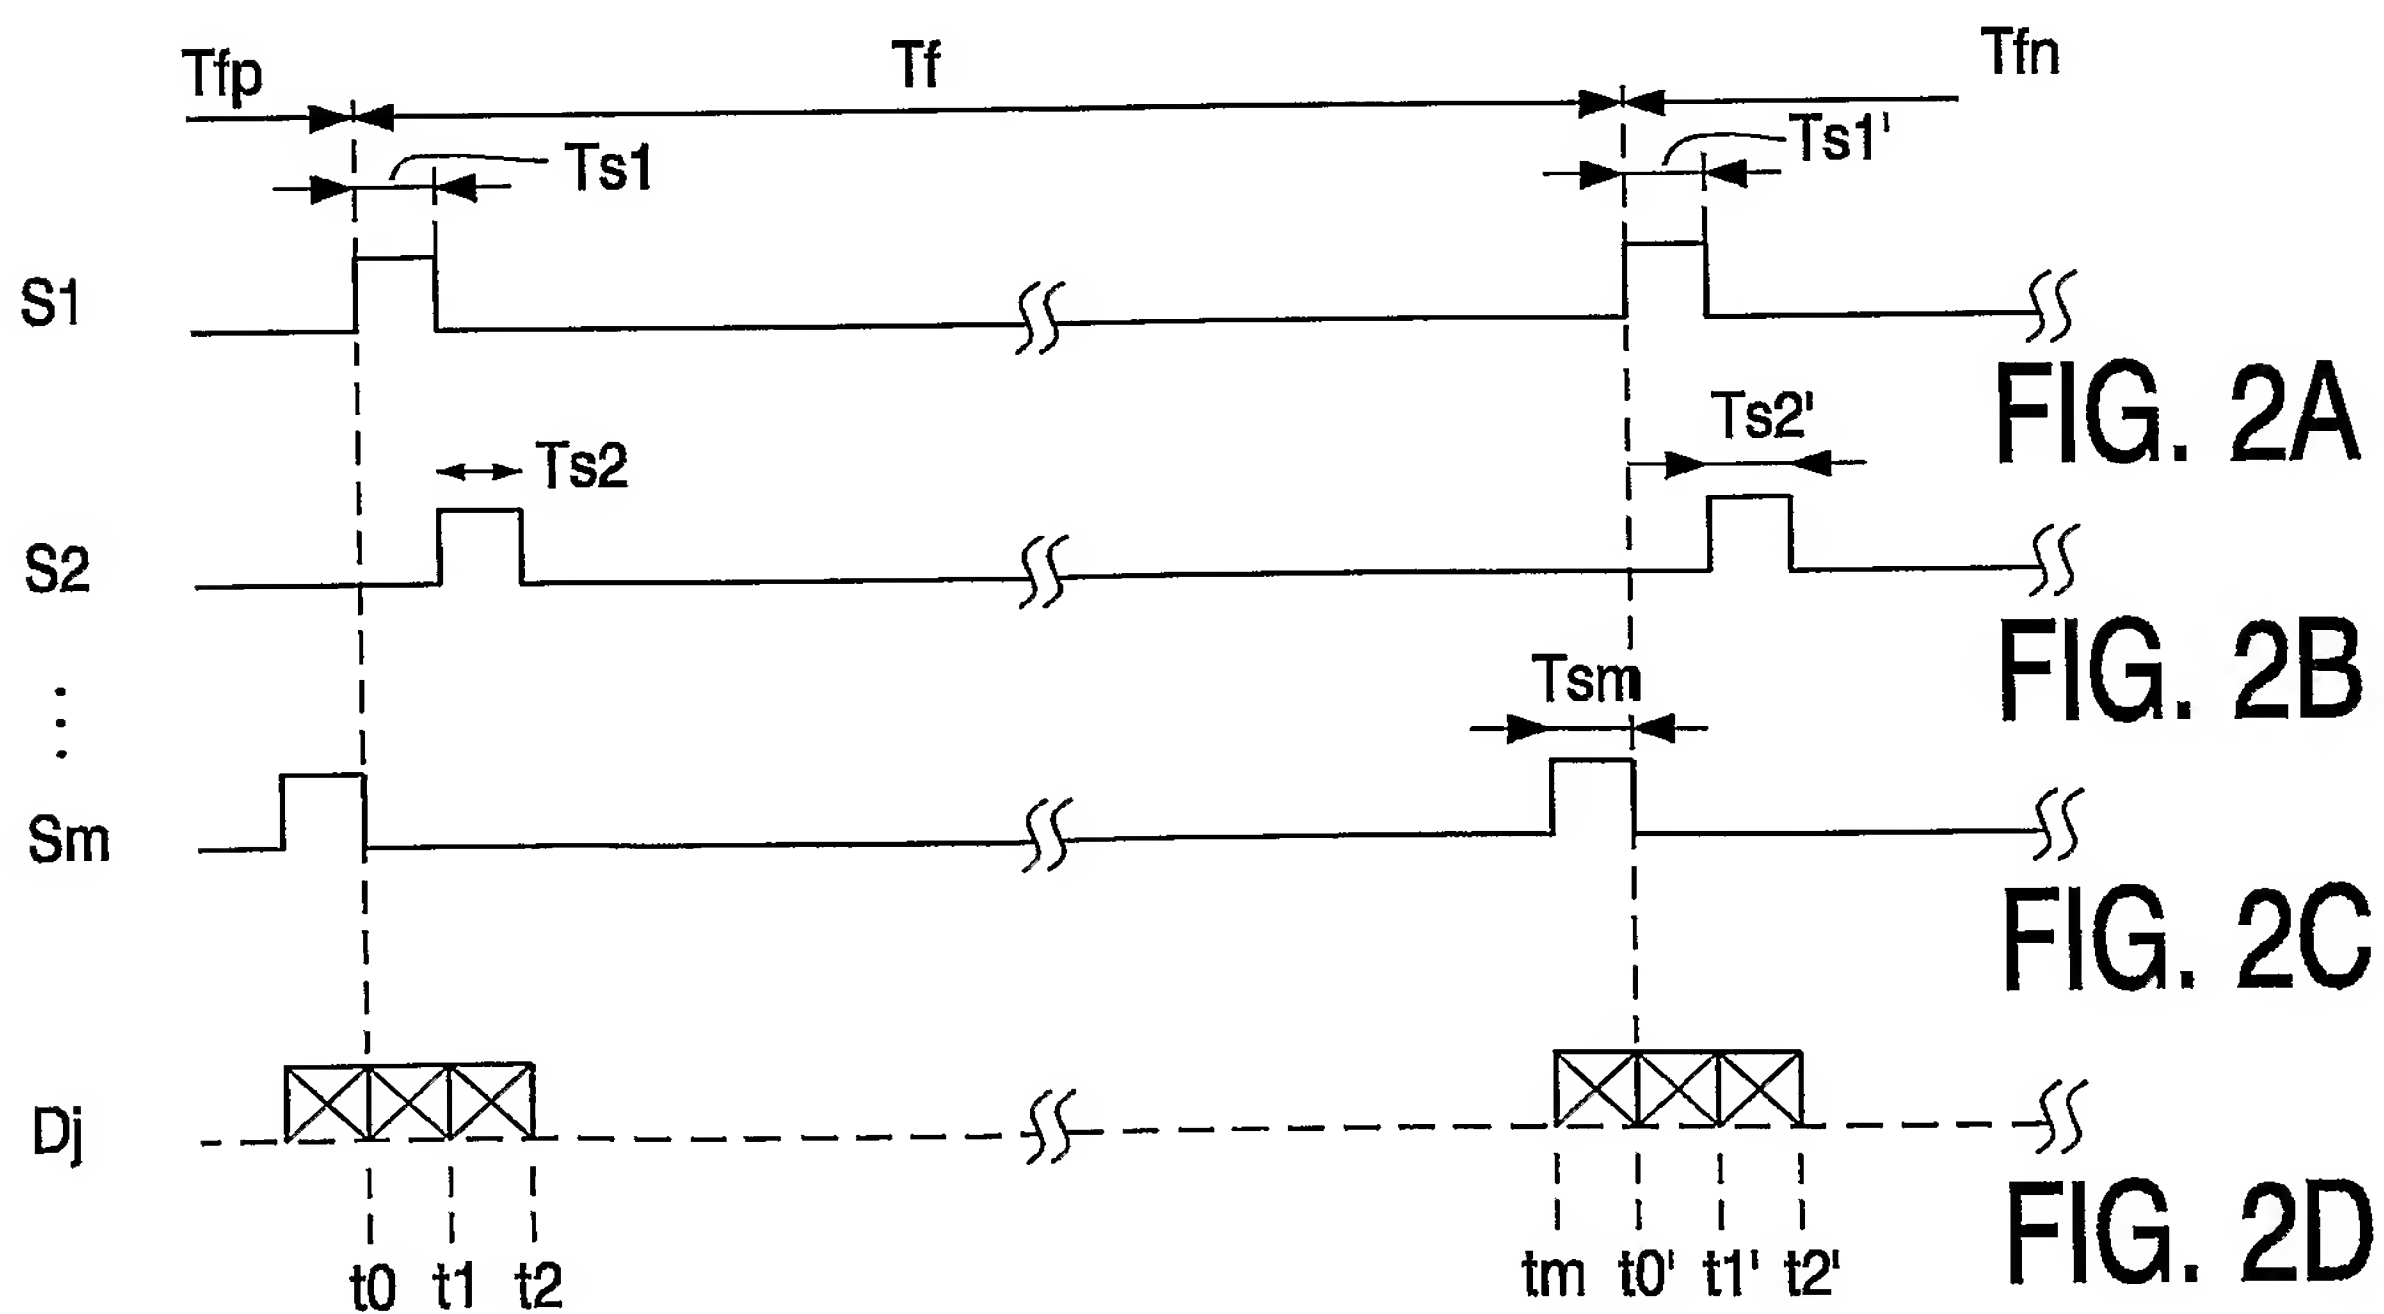 Tfp Tf Tfn
Ts1 Ts1'
S1
FIG. 2A
Ts2 Ts2'
S2
FIG. 2B
Tsm
Sm
FIG. 2C
Dj
FIG. 2D
t0 t1 t2 tm t0' t1' t2'